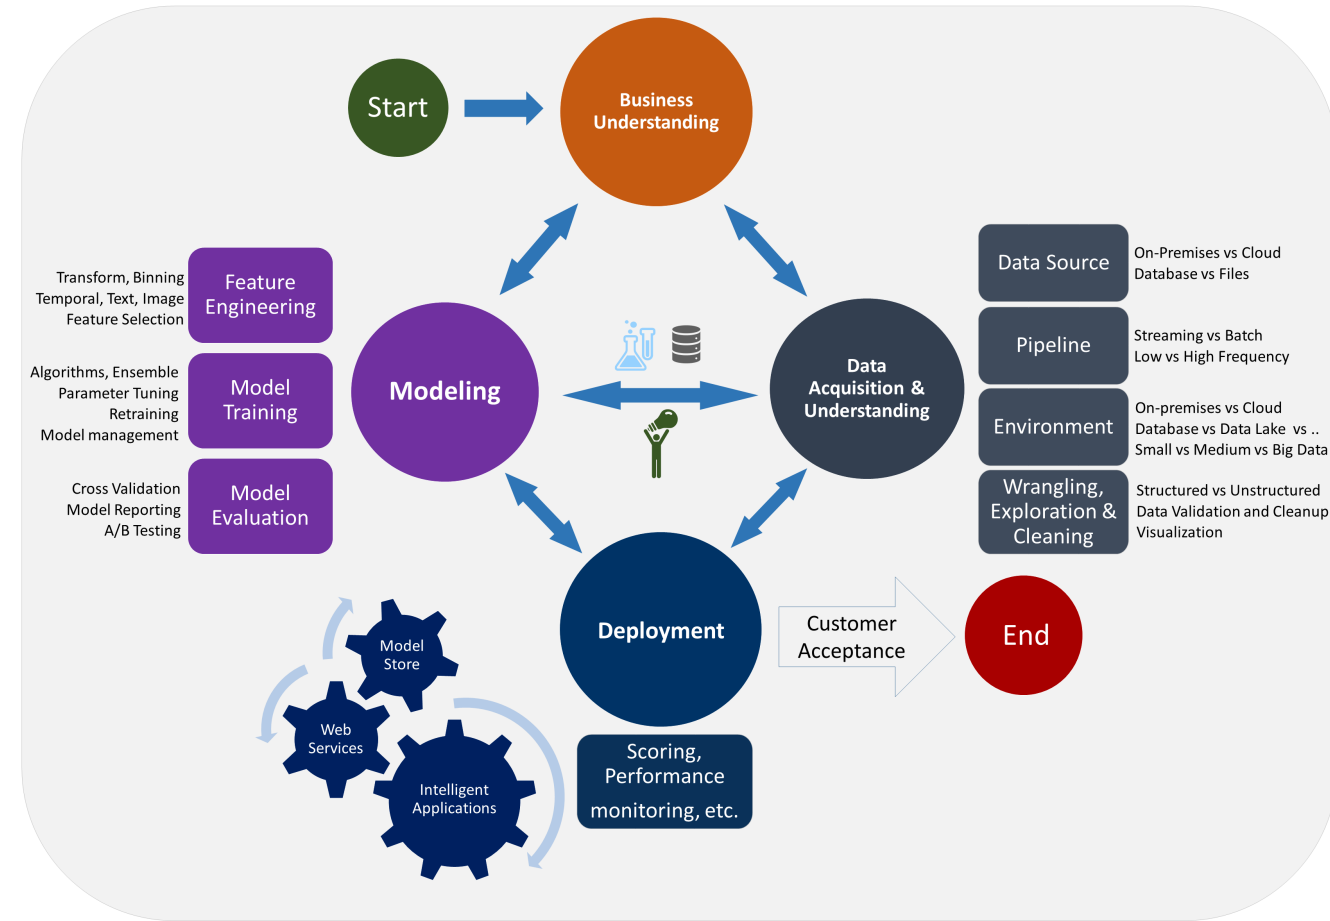 Start
Business
Understanding
Feature
Engineering
Transform, Binning
Temporal, Text, Image
Feature Selection
Model
Training
Algorithms, Ensemble
Parameter Tuning
Retraining
Model management
Model
Evaluation
Cross Validation
Model Reporting
A/B Testing
Modeling
Data
Acquisition &
Understanding
Data Source
On-Premises vs Cloud
Database vs Files
Pipeline
Streaming vs Batch
Low vs High Frequency
Environment
On-premises vs Cloud
Database vs Data Lake vs ..
Small vs Medium vs Big Data
Wrangling,
Exploration &
Cleaning
Structured vs Unstructured
Data Validation and Cleanup
Visualization
Deployment
Customer
Acceptance
End
Model
Store
Web
Services
Intelligent
Applications
Scoring,
Performance
monitoring, etc.